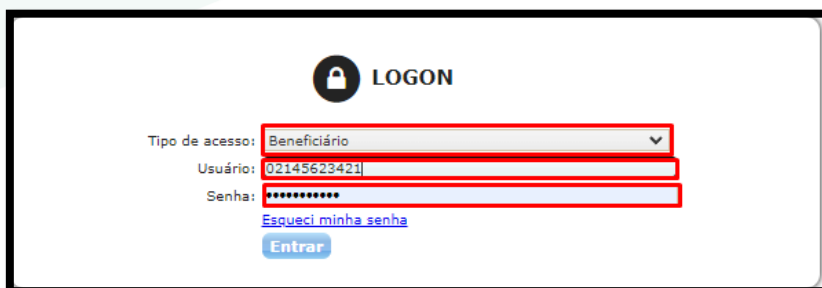 LOGON
Tipo de acesso: Beneficiário
Usuário: 02145623421
Senha: •••••••••••
Esqueci minha senha
Entrar